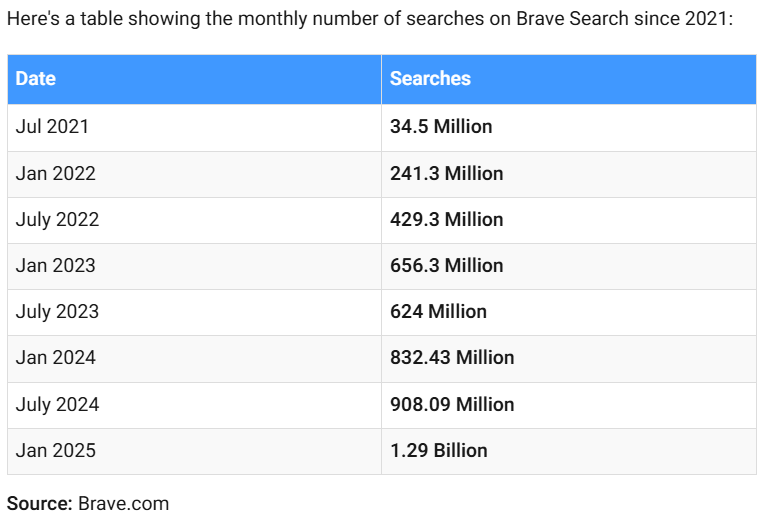 Here's a table showing the monthly number of searches on Brave Search since 2021:
Date Searches
Jul 2021 34.5 Million
Jan 2022 241.3 Million
July 2022 429.3 Million
Jan 2023 656.3 Million
July 2023 624 Million
Jan 2024 832.43 Million
July 2024 908.09 Million
Jan 2025 1.29 Billion
Source: Brave.com